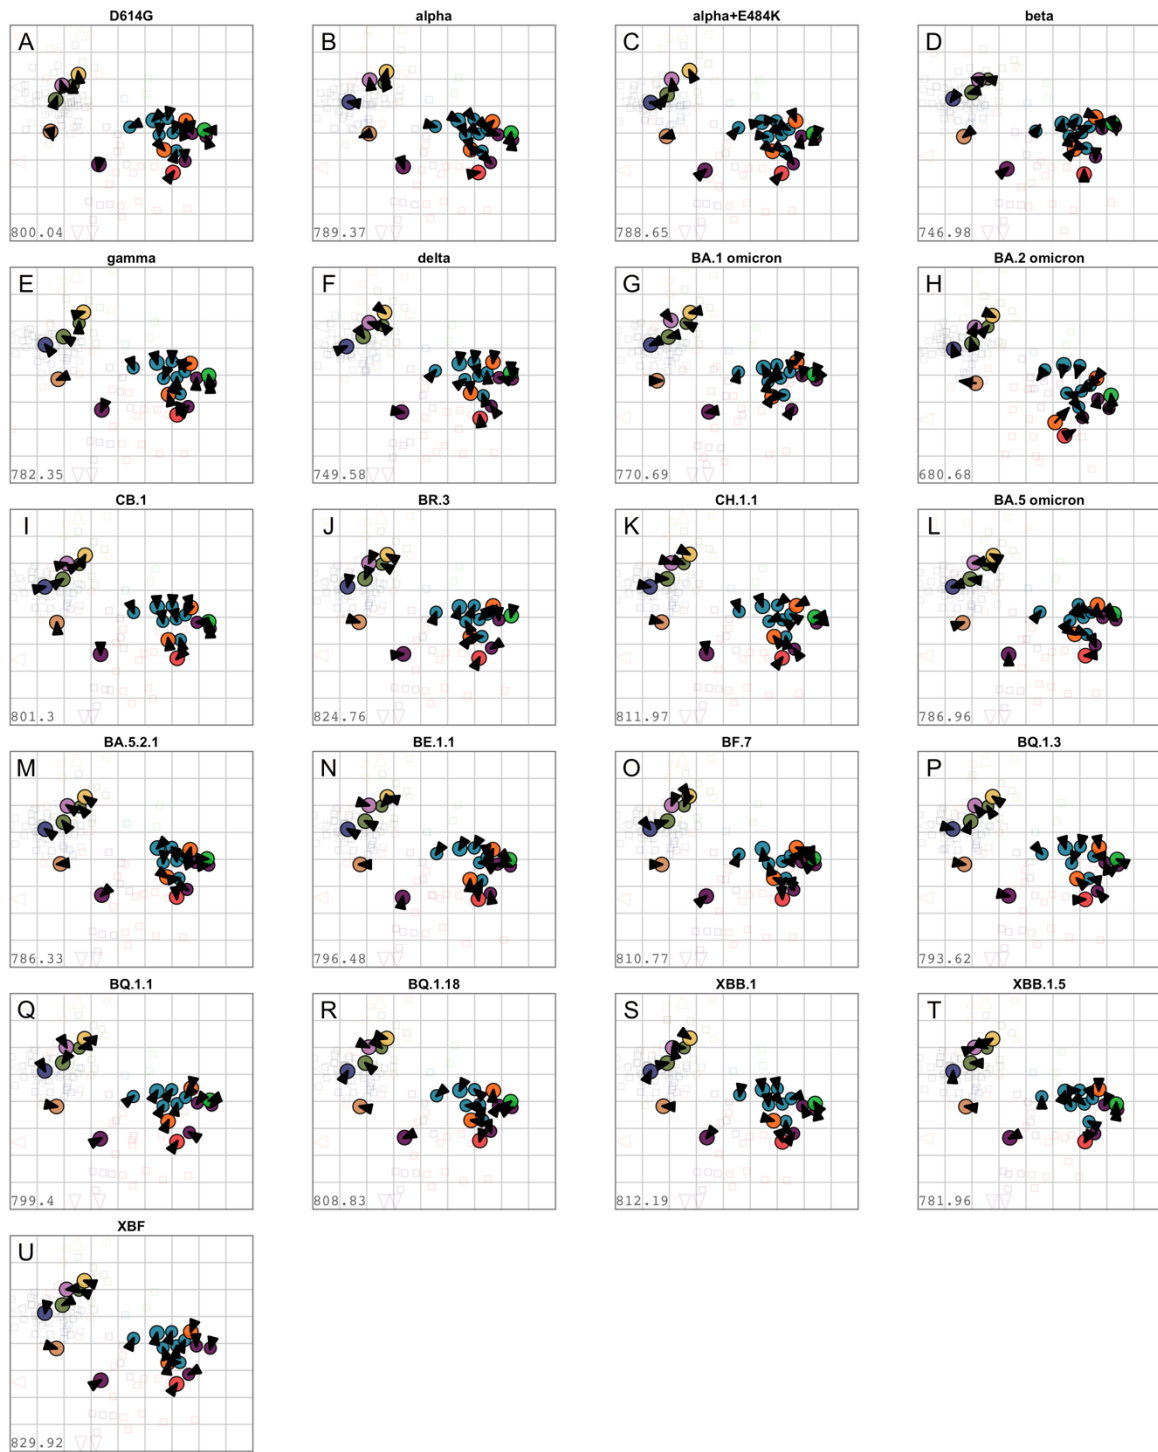 D614G
alpha
alpha+E484K
beta
A
B
C
D
800.04
789.37
788.65
746.98
gamma
delta
BA.1 omicron
BA.2 omicron
E
F
G
H
782.35
749.58
770.69
680.68
CB.1
BR.3
CH.1.1
BA.5 omicron
I
J
K
L
801.3
824.76
811.97
786.96
BA.5.2.1
BE.1.1
BF.7
BQ.1.3
M
N
O
P
786.33
796.48
810.77
793.62
BQ.1.1
BQ.1.18
XBB.1
XBB.1.5
Q
R
S
T
799.4
808.83
812.19
781.96
XBF
U
829.92